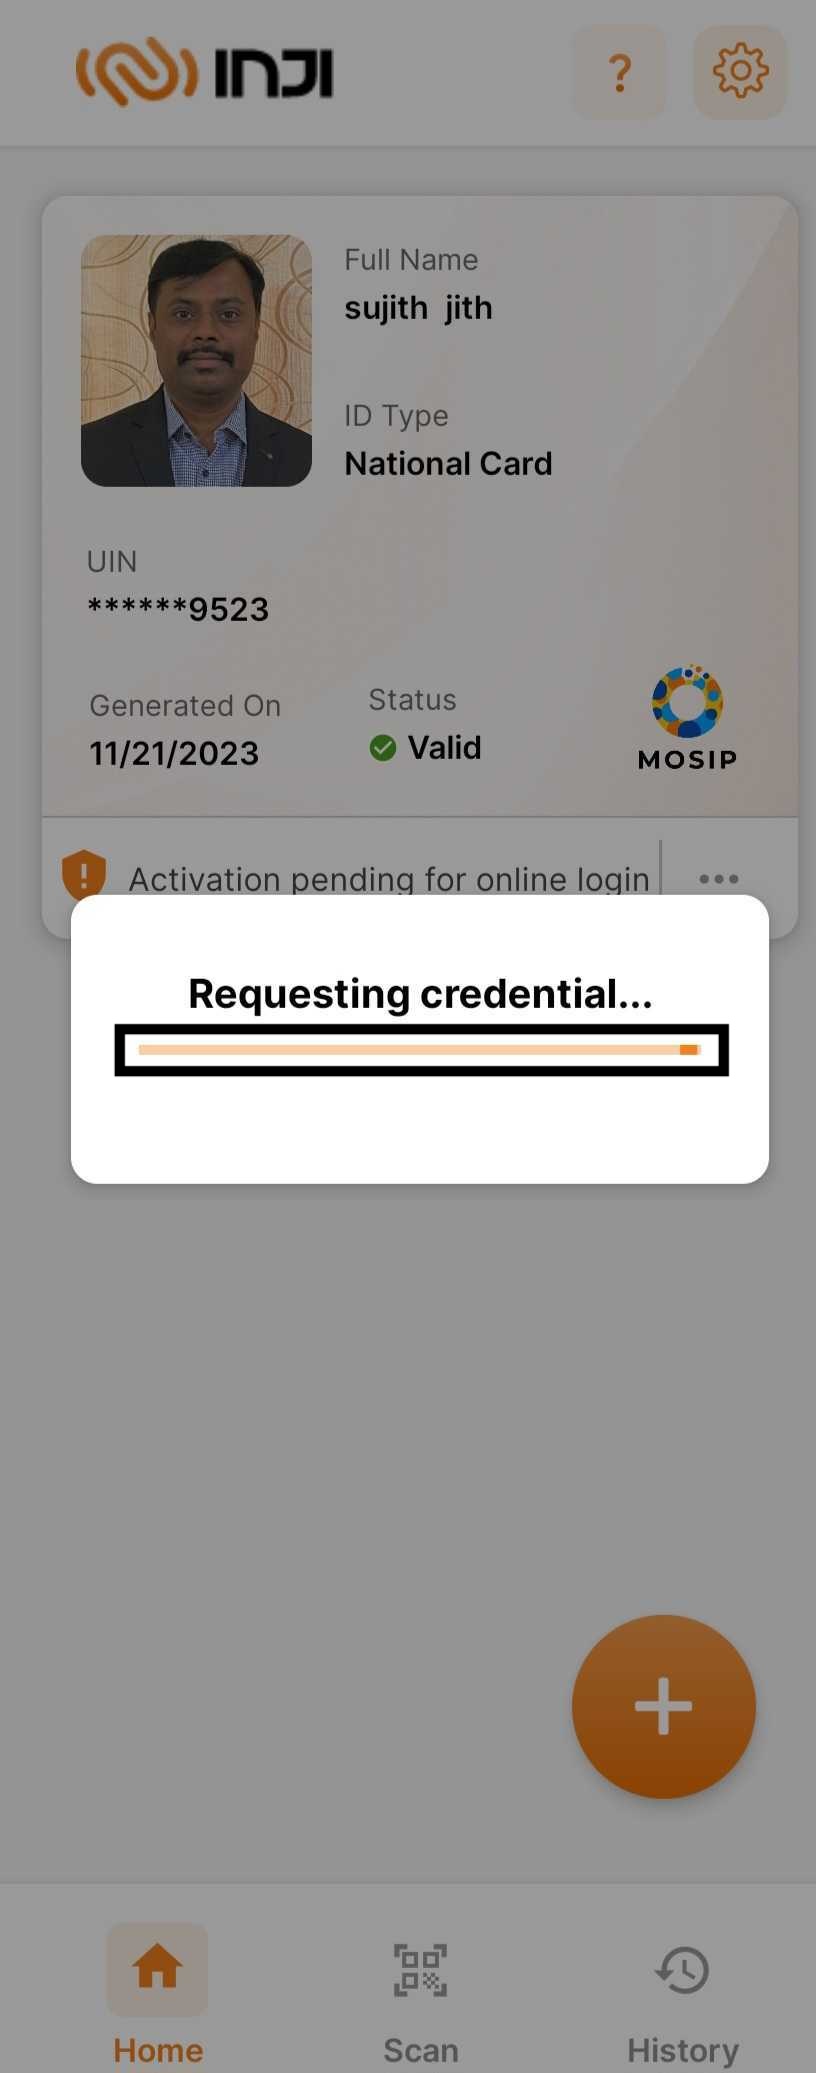 INJI
?
Full Name
sujith jith
ID Type
National Card
UIN
******9523
Generated On
11/21/2023
Status
Valid
MOSIP
Activation pending for online login
Requesting credential...
Home
Scan
History